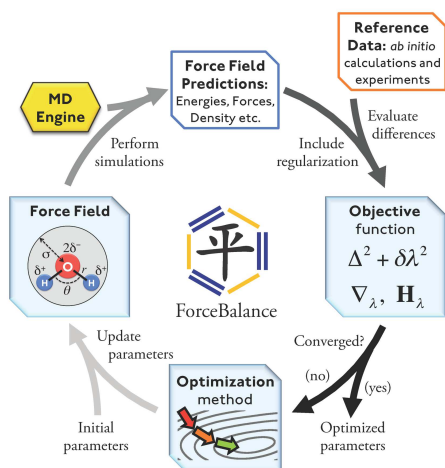 Reference
Data: ab initio
calculations and
experiments
Force Field
Predictions:
Energies, Forces,
Density etc.
MD
Engine
Perform
simulations
Include
regularization
Evaluate
differences
Force Field
σ
2δ⁻
δ⁺
O
r
δ⁺
H
θ
H
平
ForceBalance
Objective
function
Δ² + δλ²
∇λ, Hλ
Converged?
(no)
(yes)
Update
parameters
Optimization
method
Initial
parameters
Optimized
parameters